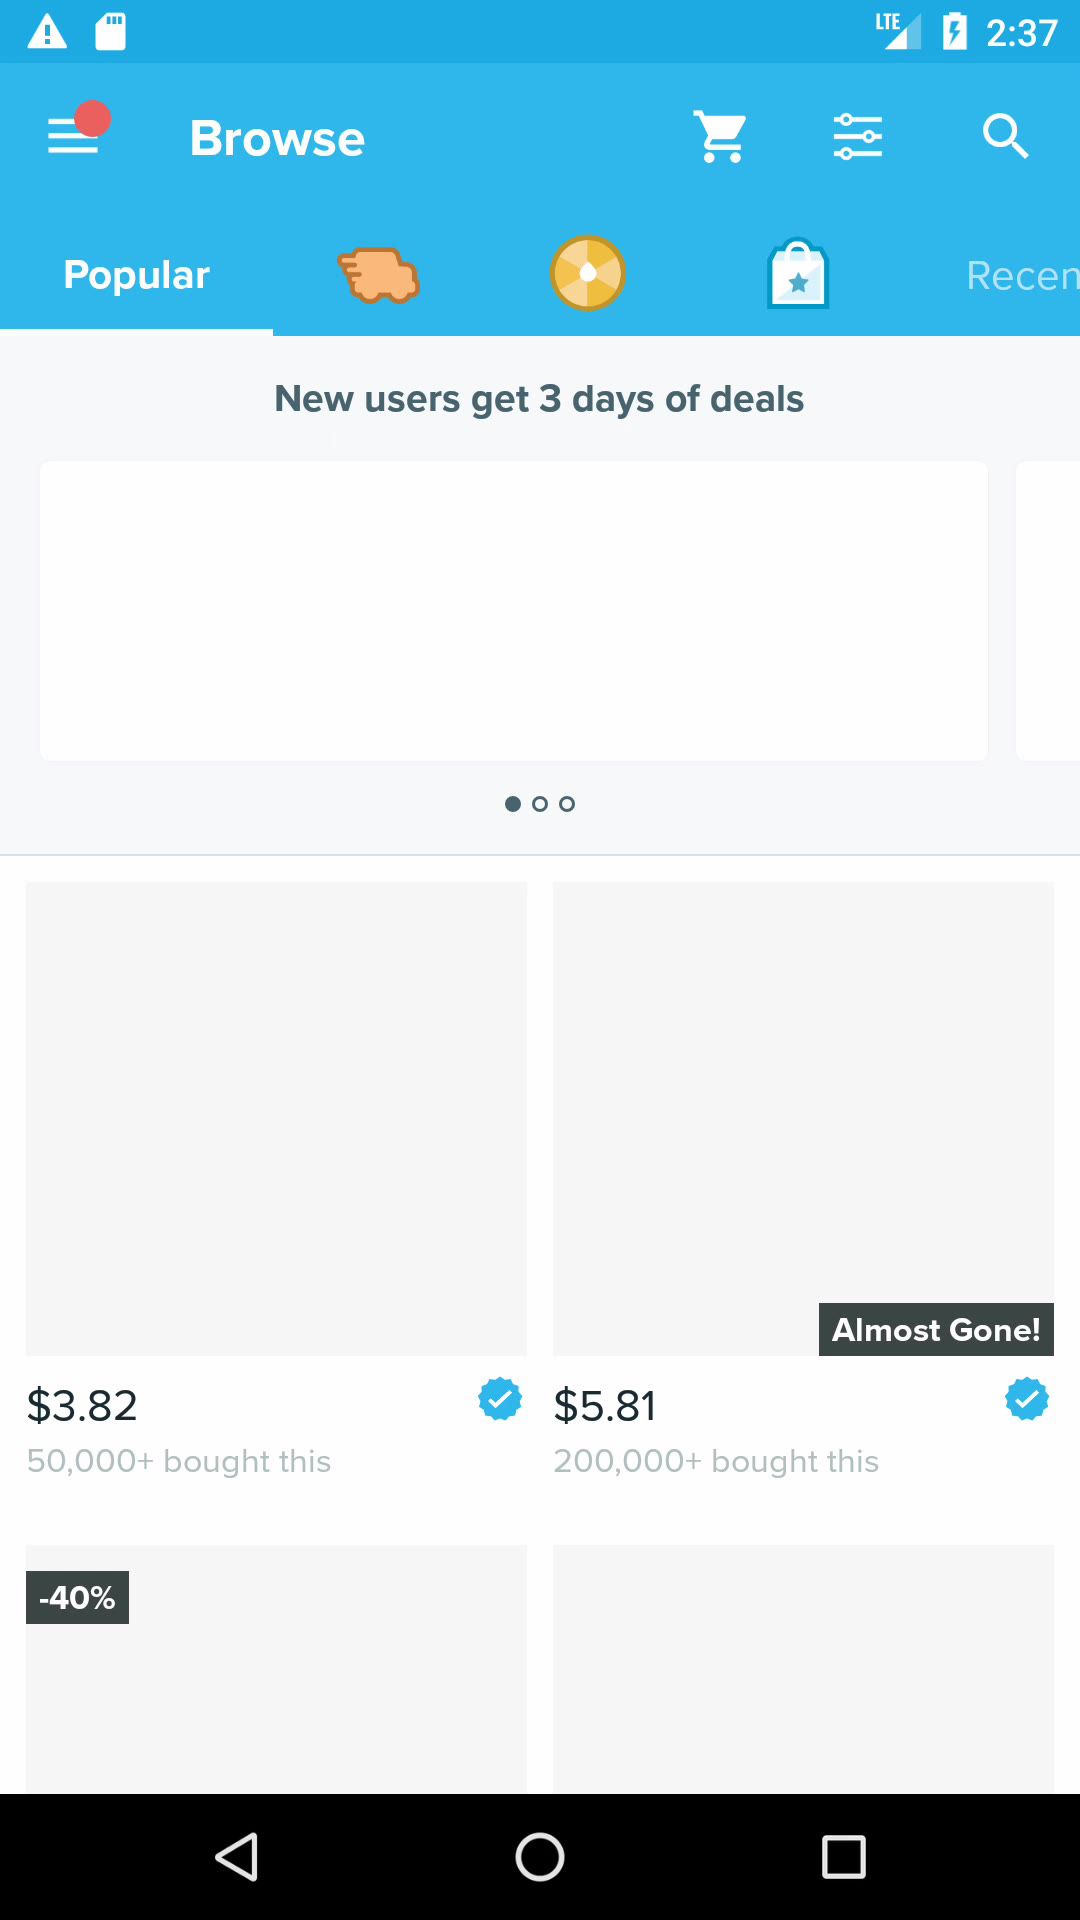 LTE 2:37
Browse
Popular
Recen
New users get 3 days of deals
Almost Gone!
$3.82
$5.81
50,000+ bought this
200,000+ bought this
-40%